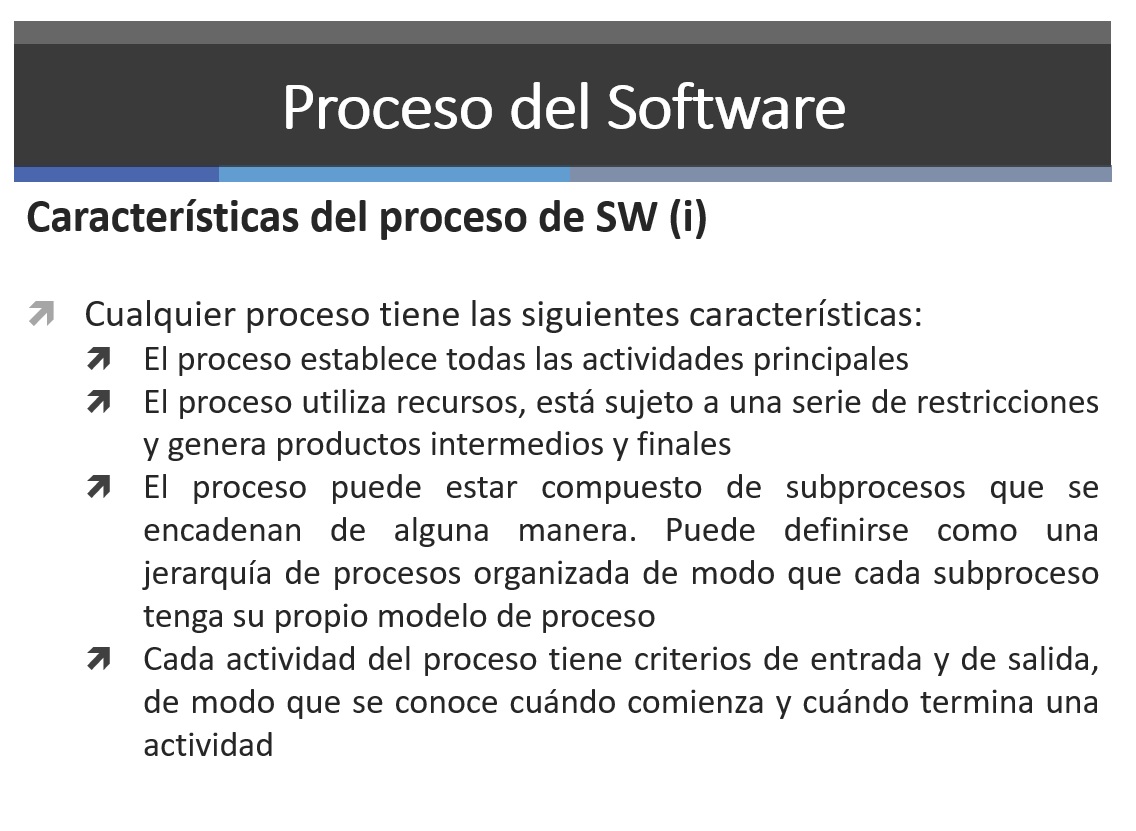 Proceso del Software
Características del proceso de SW (i)
Cualquier proceso tiene las siguientes características:
El proceso establece todas las actividades principales
El proceso utiliza recursos, está sujeto a una serie de restricciones
y genera productos intermedios y finales
El proceso puede estar compuesto de subprocesos que se
encadenan de alguna manera. Puede definirse como una
jerarquía de procesos organizada de modo que cada subproceso
tenga su propio modelo de proceso
Cada actividad del proceso tiene criterios de entrada y de salida,
de modo que se conoce cuándo comienza y cuándo termina una
actividad